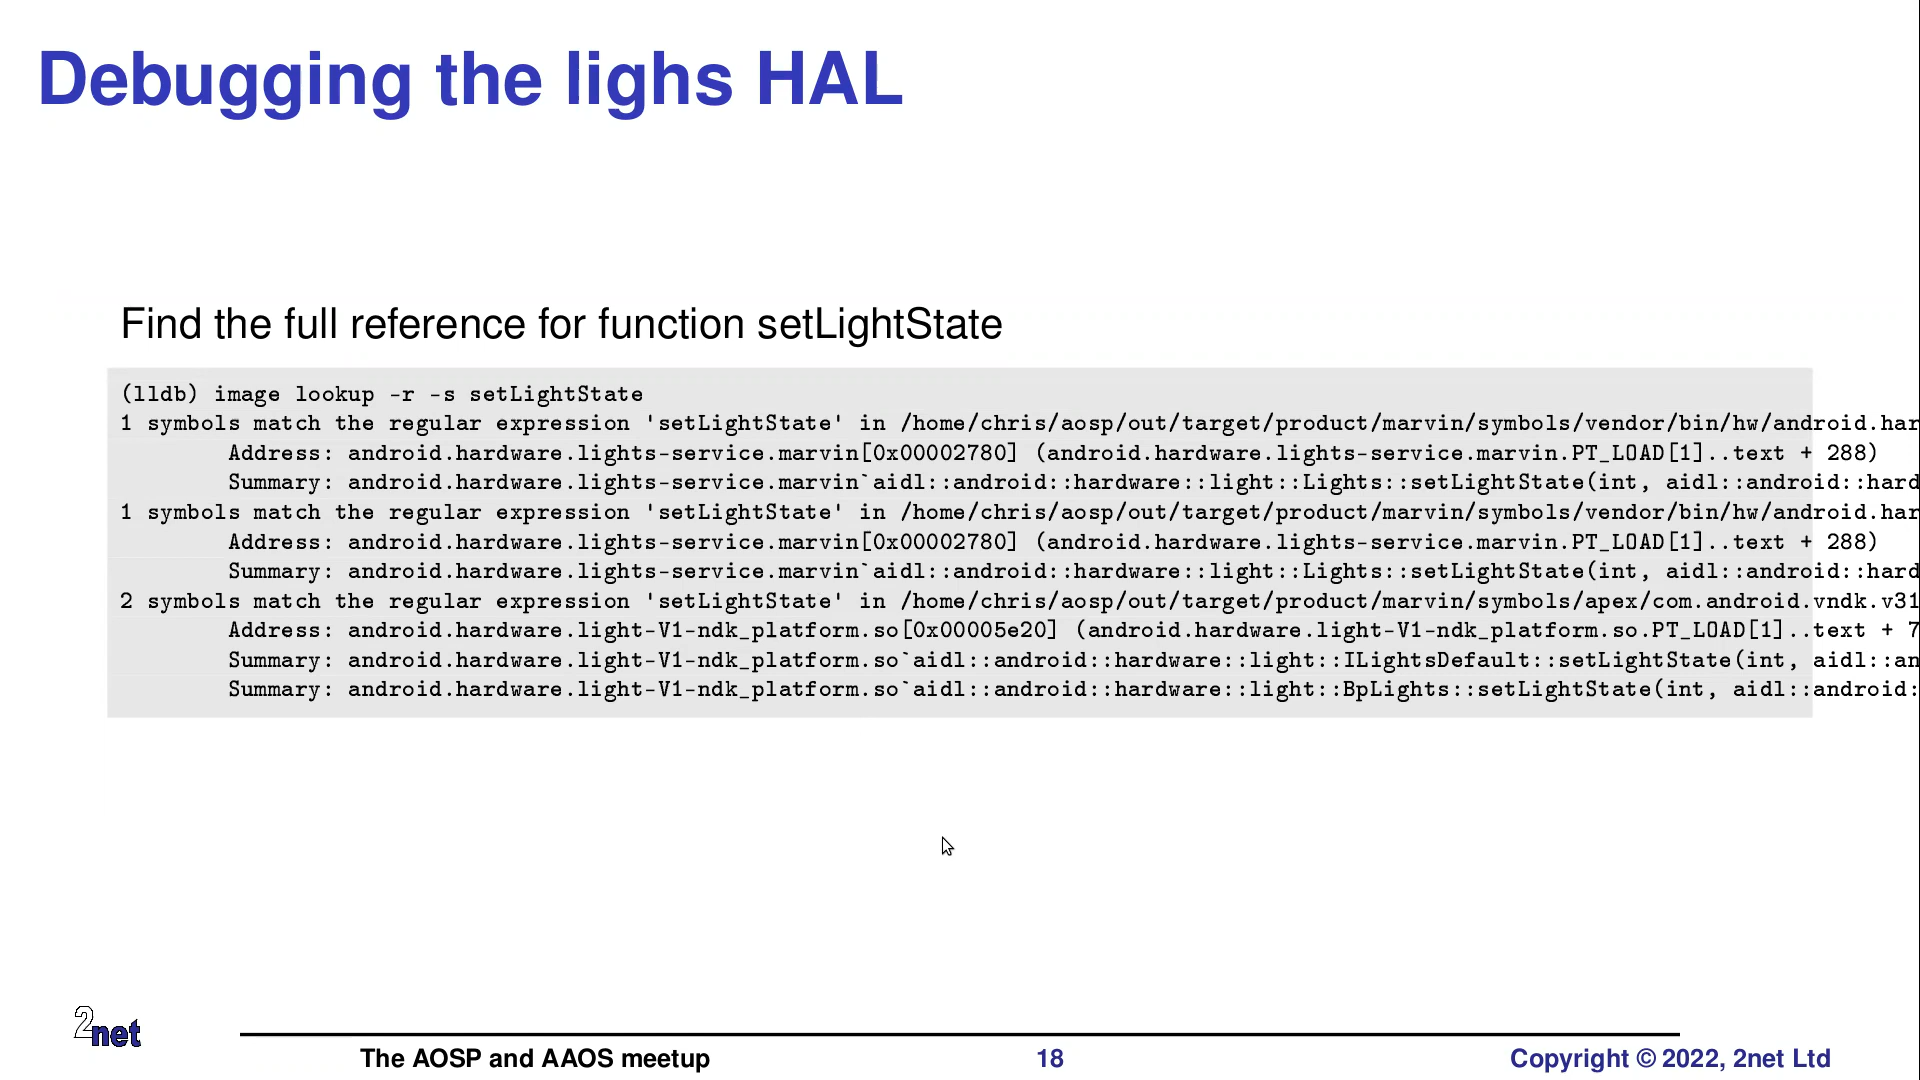 Debugging the lighs HAL
Find the full reference for function setLightState
(lldb) image lookup -r -s setLightState
1 symbols match the regular expression 'setLightState' in /home/chris/aosp/out/target/product/marvin/symbols/vendor/bin/hw/android.har
Address: android.hardware.lights-service.marvin[0x00002780] (android.hardware.lights-service.marvin.PT_LOAD[1]..text + 288)
Summary: android.hardware.lights-service.marvin`aidl::android::hardware::light::Lights::setLightState(int, aidl::android::hard
1 symbols match the regular expression 'setLightState' in /home/chris/aosp/out/target/product/marvin/symbols/vendor/bin/hw/android.har
Address: android.hardware.lights-service.marvin[0x00002780] (android.hardware.lights-service.marvin.PT_LOAD[1]..text + 288)
Summary: android.hardware.lights-service.marvin`aidl::android::hardware::light::Lights::setLightState(int, aidl::android::hard
2 symbols match the regular expression 'setLightState' in /home/chris/aosp/out/target/product/marvin/symbols/apex/com.android.vndk.v31
Address: android.hardware.light-V1-ndk_platform.so[0x00005e20] (android.hardware.light-V1-ndk_platform.so.PT_LOAD[1]..text + 7
Summary: android.hardware.light-V1-ndk_platform.so`aidl::android::hardware::light::ILightsDefault::setLightState(int, aidl::an
Summary: android.hardware.light-V1-ndk_platform.so`aidl::android::hardware::light::BpLights::setLightState(int, aidl::android:
2net
The AOSP and AAOS meetup
18
Copyright © 2022, 2net Ltd